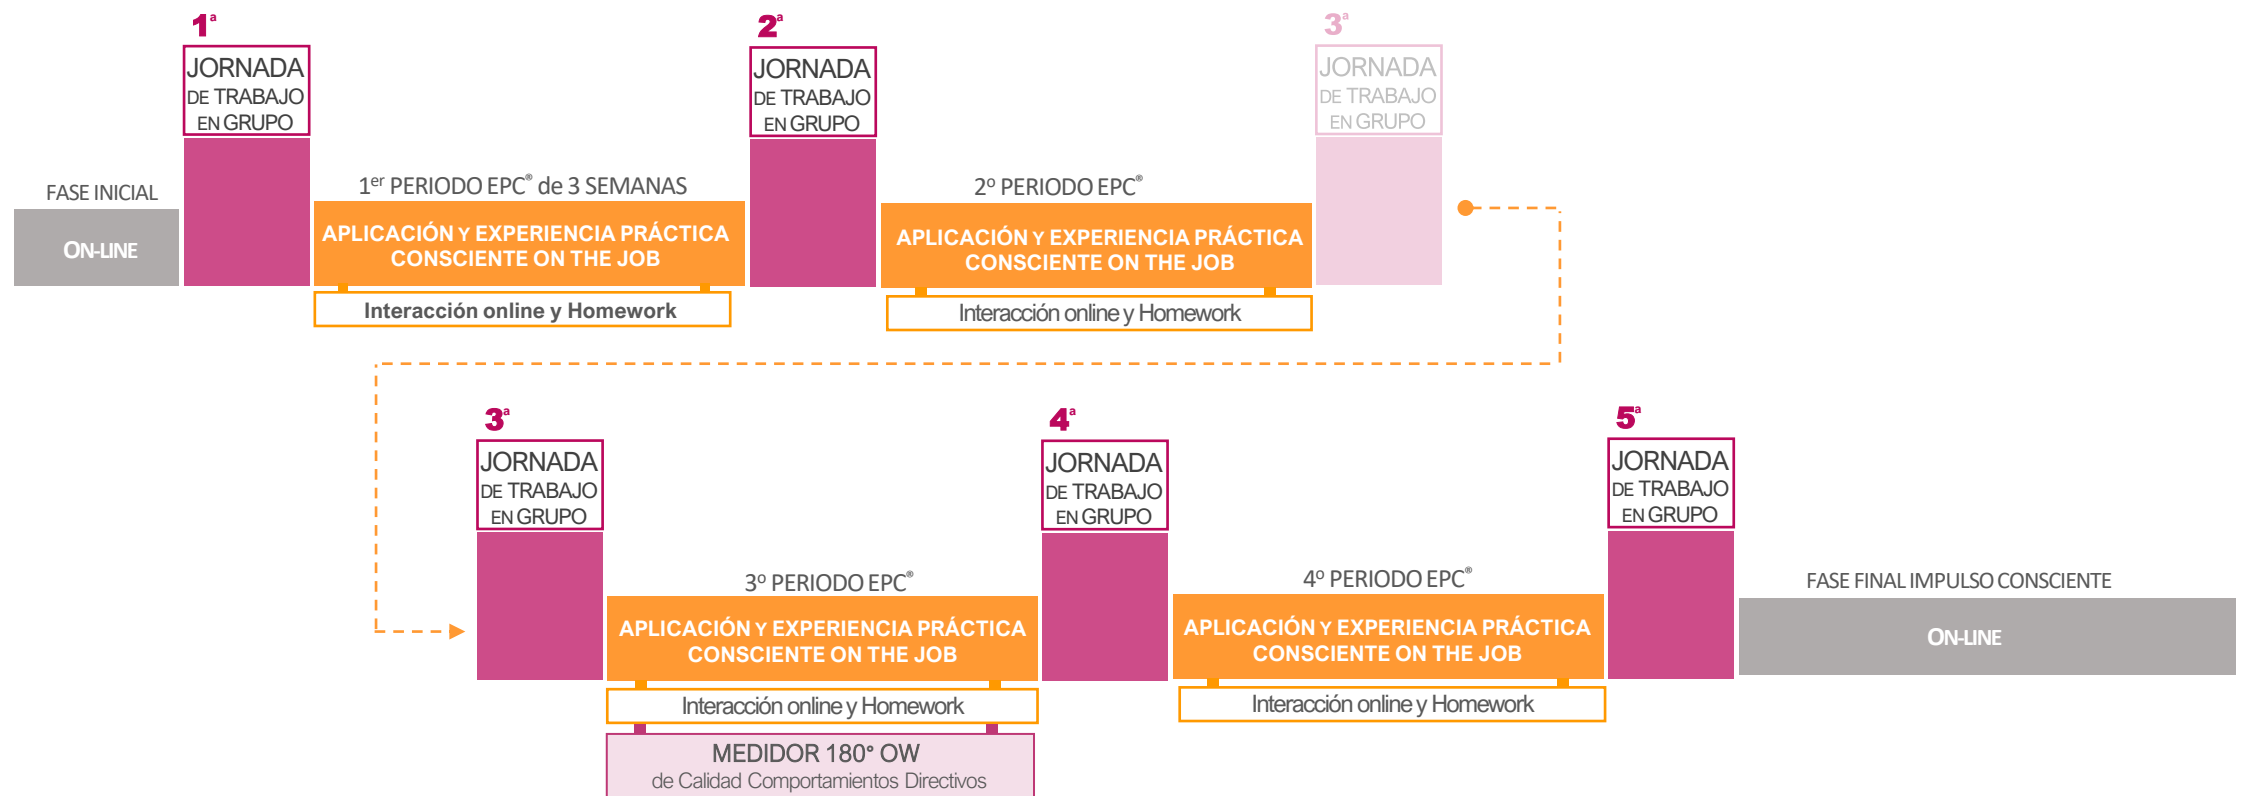 1ª
JORNADA
DE TRABAJO
EN GRUPO
2ª
JORNADA
DE TRABAJO
EN GRUPO
3ª
JORNADA
DE TRABAJO
EN GRUPO
FASE INICIAL
ON-LINE
1er PERIODO EPC® de 3 SEMANAS
APLICACIÓN Y EXPERIENCIA PRÁCTICA
CONSCIENTE ON THE JOB
Interacción online y Homework
2º PERIODO EPC®
APLICACIÓN Y EXPERIENCIA PRÁCTICA
CONSCIENTE ON THE JOB
Interacción online y Homework
3ª
JORNADA
DE TRABAJO
EN GRUPO
4ª
JORNADA
DE TRABAJO
EN GRUPO
5ª
JORNADA
DE TRABAJO
EN GRUPO
3º PERIODO EPC®
APLICACIÓN Y EXPERIENCIA PRÁCTICA
CONSCIENTE ON THE JOB
Interacción online y Homework
MEDIDOR 180° OW
de Calidad Comportamientos Directivos
4º PERIODO EPC®
APLICACIÓN Y EXPERIENCIA PRÁCTICA
CONSCIENTE ON THE JOB
Interacción online y Homework
FASE FINAL IMPULSO CONSCIENTE
ON-LINE